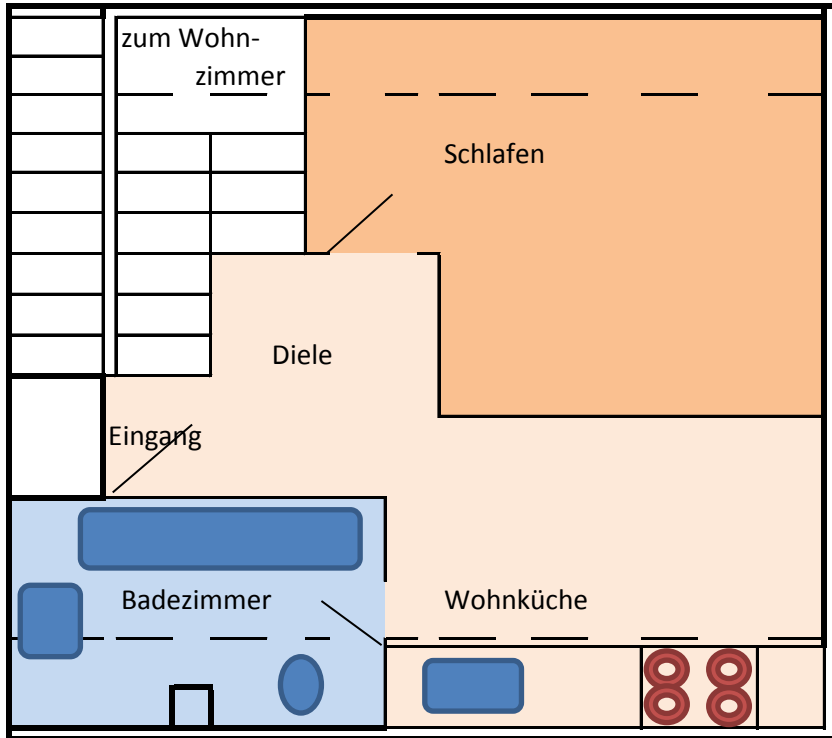 zum Wohn-
zimmer
Schlafen
Diele
Eingang
Badezimmer
Wohnküche